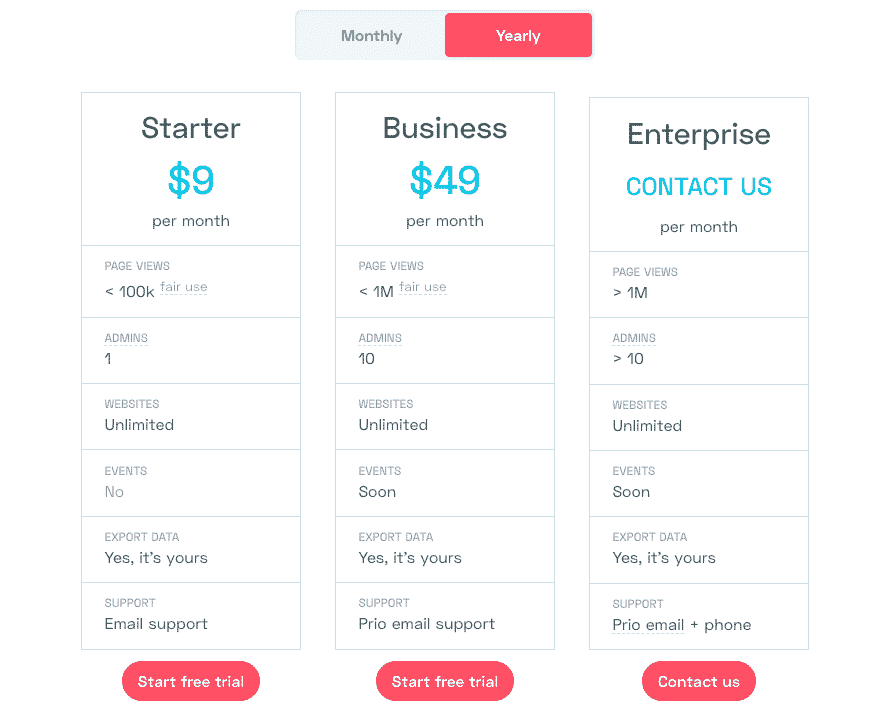 Monthly
Yearly
Starter
$9
per month
PAGE VIEWS
< 100k fair use
ADMINS
1
WEBSITES
Unlimited
EVENTS
No
EXPORT DATA
Yes, it's yours
SUPPORT
Email support
Start free trial
Business
$49
per month
PAGE VIEWS
< 1M fair use
ADMINS
10
WEBSITES
Unlimited
EVENTS
Soon
EXPORT DATA
Yes, it's yours
SUPPORT
Prio email support
Start free trial
Enterprise
CONTACT US
per month
PAGE VIEWS
> 1M
ADMINS
> 10
WEBSITES
Unlimited
EVENTS
Soon
EXPORT DATA
Yes, it's yours
SUPPORT
Prio email + phone
Contact us